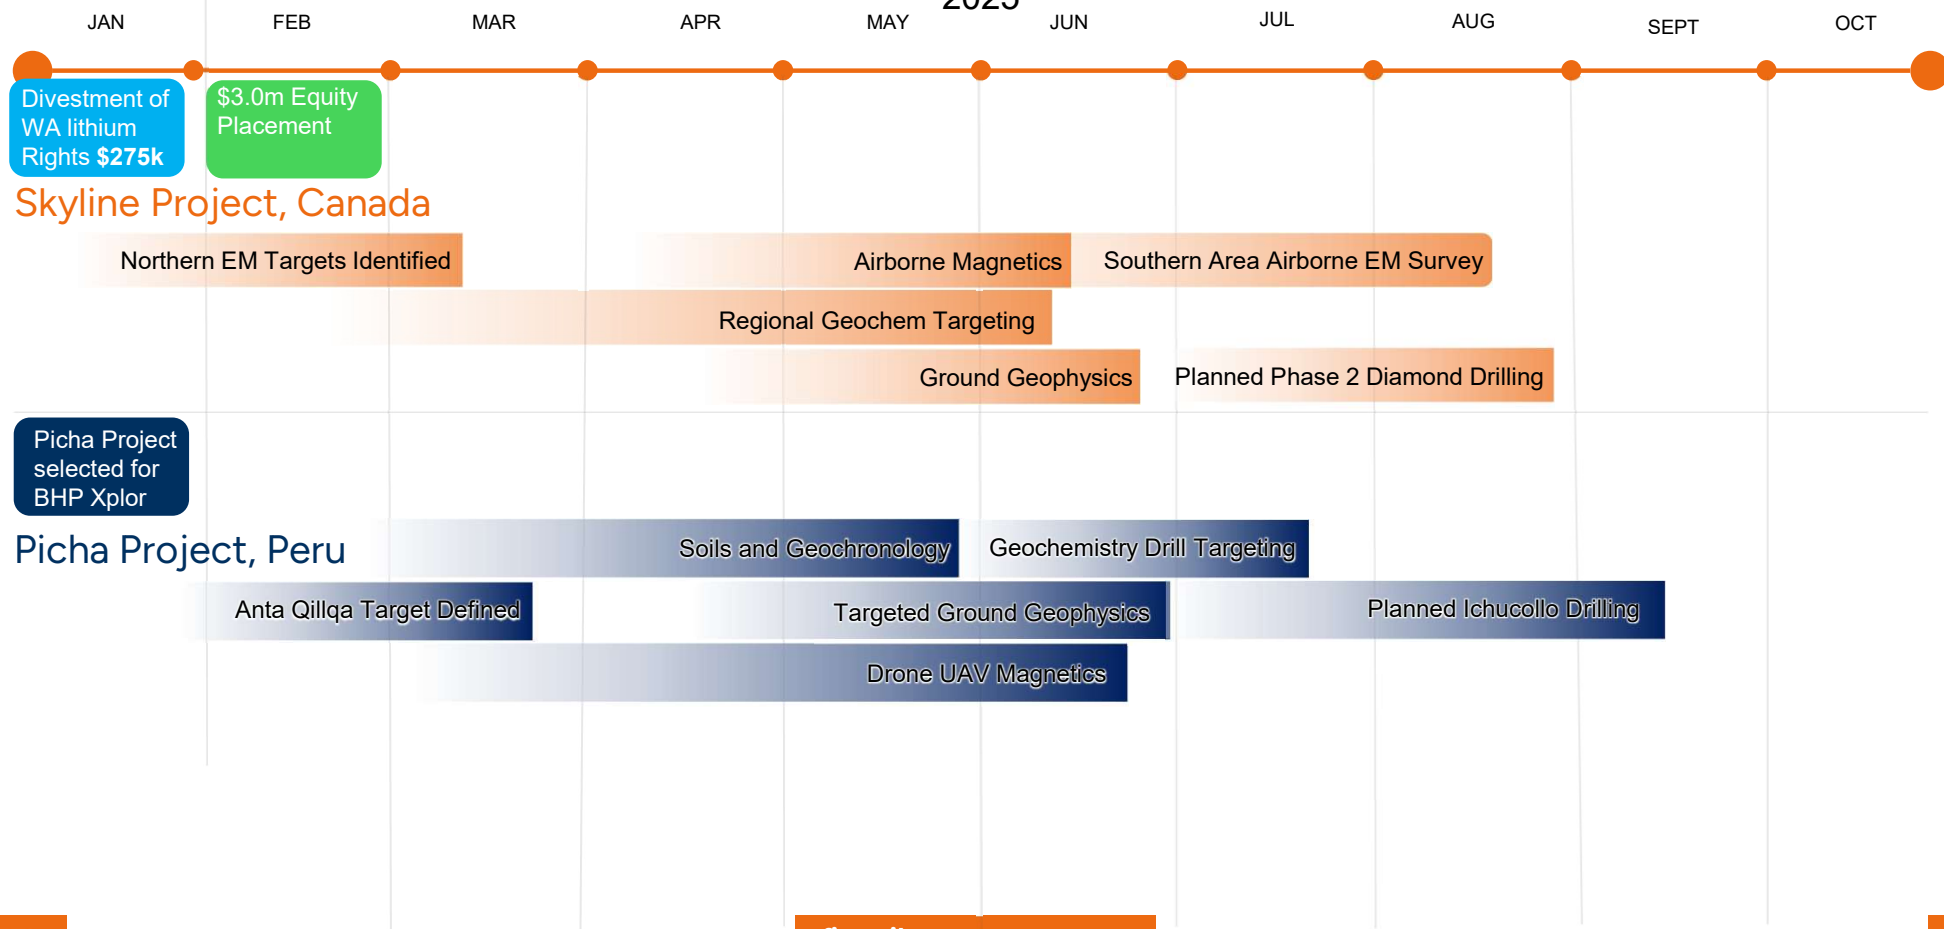 2025
JAN FEB MAR APR MAY JUN JUL AUG SEPT OCT
Divestment of
WA lithium
Rights $275k
$3.0m Equity
Placement
Skyline Project, Canada
Northern EM Targets Identified
Airborne Magnetics
Southern Area Airborne EM Survey
Regional Geochem Targeting
Ground Geophysics
Planned Phase 2 Diamond Drilling
Picha Project
selected for
BHP Xplor
Picha Project, Peru
Soils and Geochronology
Geochemistry Drill Targeting
Anta Qillqa Target Defined
Targeted Ground Geophysics
Planned Ichucollo Drilling
Drone UAV Magnetics